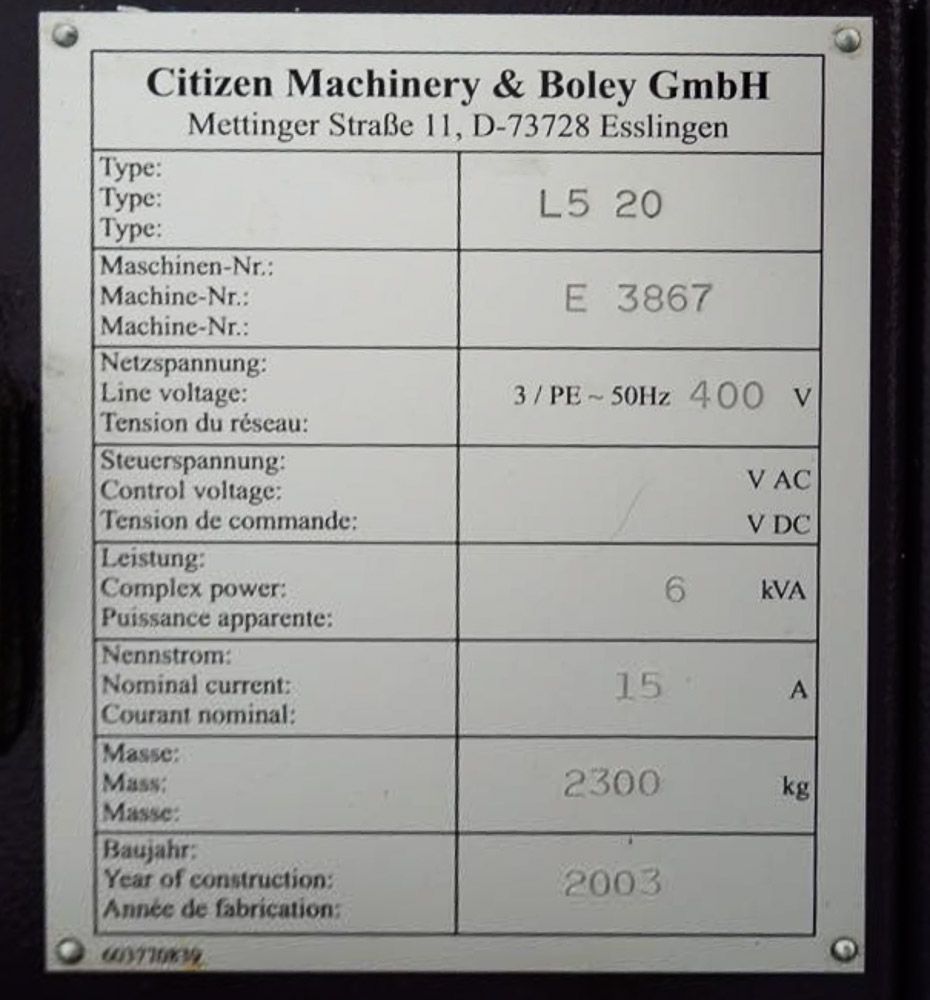 Citizen Machinery & Boley GmbH
Mettinger Straße 11, D-73728 Esslingen
Type:
Type:
Type:
L5 20
Maschinen-Nr.:
Machine-Nr.:
Machine-Nr.:
E 3867
Netzspannung:
Line voltage:
Tension du réseau:
3 / PE ~ 50Hz 400 V
Steuerspannung:
Control voltage:
Tension de commande:
V AC
V DC
Leistung:
Complex power:
Puissance apparente:
6 kVA
Nennstrom:
Nominal current:
Courant nominal:
15 A
Masse:
Mass:
Masse:
2300 kg
Baujahr:
Year of construction:
Année de fabrication:
2003